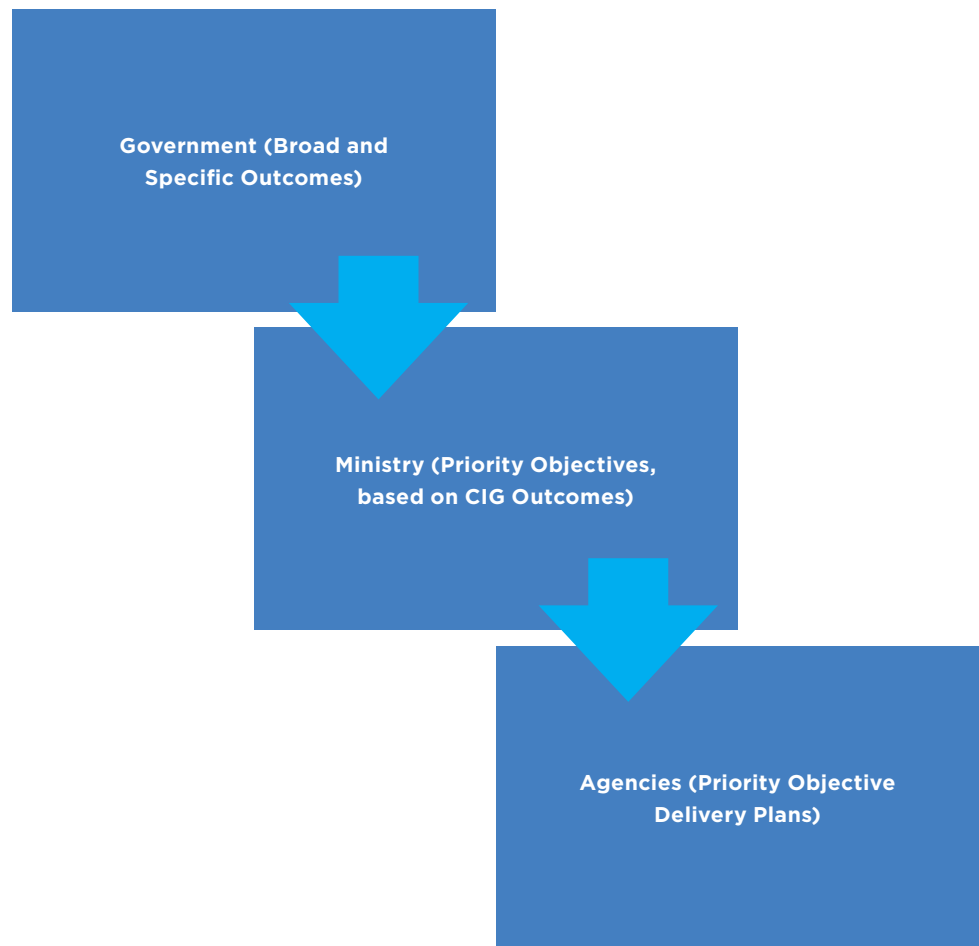 Government (Broad and
Specific Outcomes)
Ministry (Priority Objectives,
based on CIG Outcomes)
Agencies (Priority Objective
Delivery Plans)